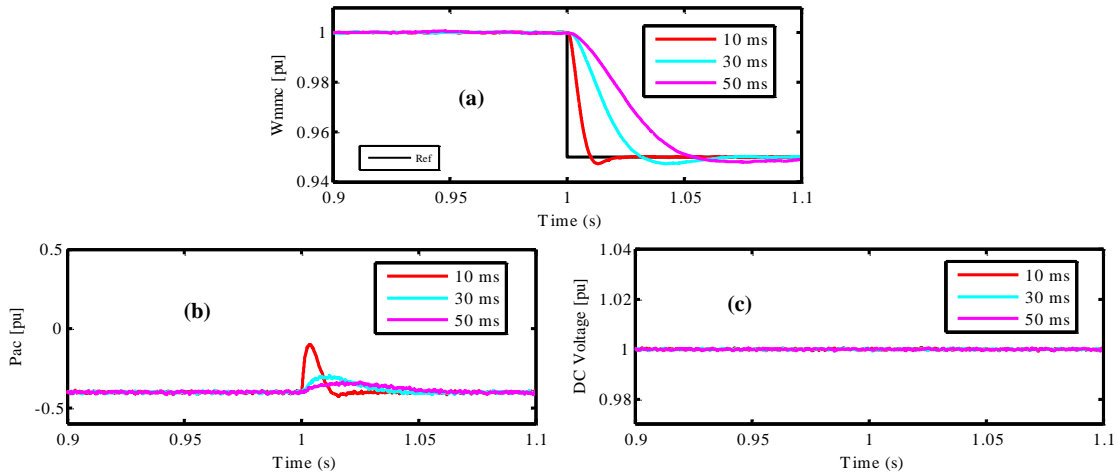 1
0.98
0.96
0.94
Wmmc [pu]
(a)
10 ms
30 ms
50 ms
Ref
0.9
0.95
1
1.05
1.1
Time (s)
0.5
0
-0.5
Pac [pu]
(b)
10 ms
30 ms
50 ms
0.9
0.95
1
1.05
1.1
Time (s)
1.04
1.02
1
0.98
DC Voltage [pu]
(c)
10 ms
30 ms
50 ms
0.9
0.95
1
1.05
1.1
Time (s)